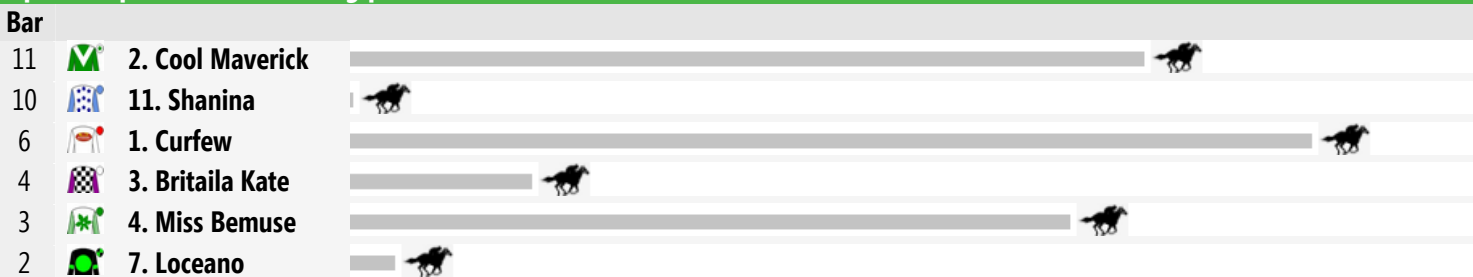 Bar
11 2. Cool Maverick
10 11. Shanina
6 1. Curfew
4 3. Britaila Kate
3 4. Miss Bemuse
2 7. Loceano